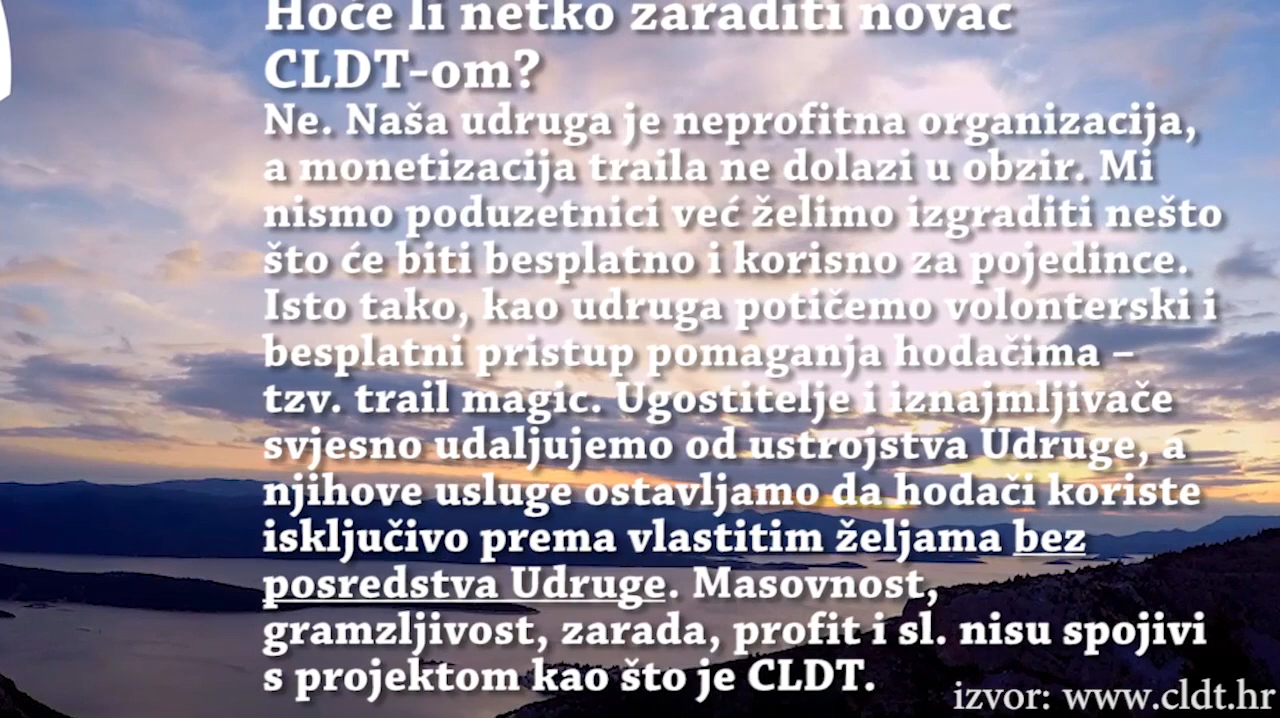 Hoće li netko zaraditi novac
CLDT-om?
Ne. Naša udruga je neprofitna organizacija,
a monetizacija traila ne dolazi u obzir. Mi
nismo poduzetnici već želimo izgraditi nešto
što će biti besplatno i korisno za pojedince.
Isto tako, kao udruga potičemo volonterski i
besplatni pristup pomaganja hodačima –
tzv. trail magic. Ugostitelje i iznajmljivače
svjesno udaljujemo od ustrojstva Udruge, a
njihove usluge ostavljamo da hodači koriste
isključivo prema vlastitim željama bez
posredstva Udruge. Masovnost,
gramzljivost, zarada, profit i sl. nisu spojivi
s projektom kao što je CLDT.
izvor: www.cldt.hr